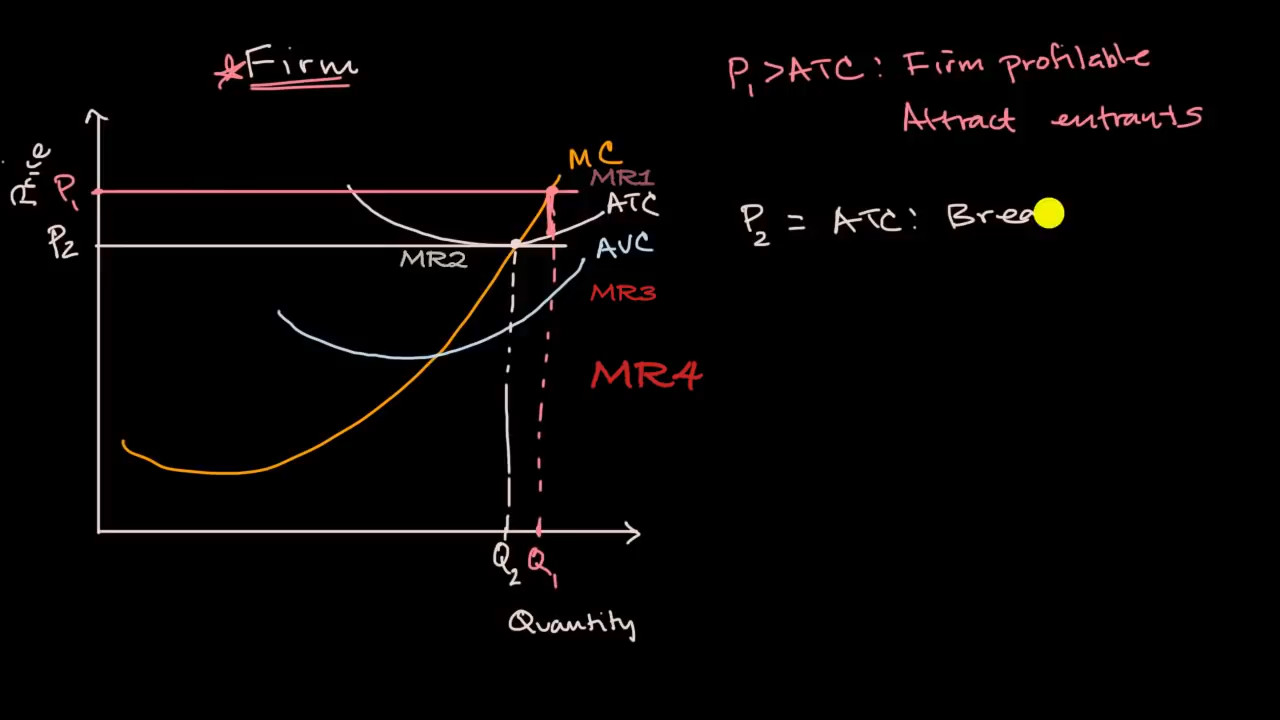 *Firm
P1 >ATC: Firm profilable
Attract entrants
Price
MC
P1
MR1
ATC
P2 = ATC: Brea
P2
AVC
MR2
MR3
MR4
Q2
Q1
Quantity